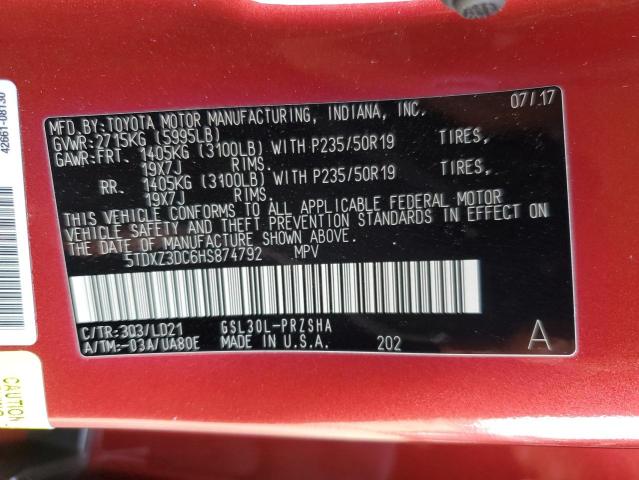 42661-08130
MFD.BY:TOYOTA MOTOR MANUFACTURING, INDIANA, INC. 07/17
GVWR:2715KG (5995LB)
GAWR:FRT. 1405KG (3100LB) WITH P235/50R19 TIRES,
19X7J RIMS.
RR. 1405KG (3100LB) WITH P235/50R19 TIRES,
19X7J RIMS.
THIS VEHICLE CONFORMS TO ALL APPLICABLE FEDERAL MOTOR
VEHICLE SAFETY AND THEFT PREVENTION STANDARDS IN EFFECT ON
THE DATE OF MANUFACTURE SHOWN ABOVE.
5TDXZ3DC6HS874792 MPV
C/TR:303/LD21 GSL30L-PRZSHA
A/TM:-03A/UA80E MADE IN U.S.A. 202 A
CAUTION